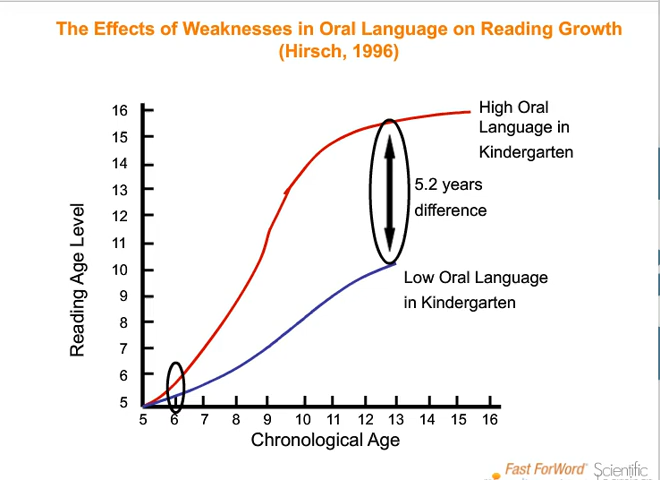 The Effects of Weaknesses in Oral Language on Reading Growth
(Hirsch, 1996)
16
15
14
13
12
11
10
9
8
7
6
5
Reading Age Level
High Oral
Language in
Kindergarten
5.2 years
difference
Low Oral Language
in Kindergarten
5 6 7 8 9 10 11 12 13 14 15 16
Chronological Age
Fast ForWord Scientific